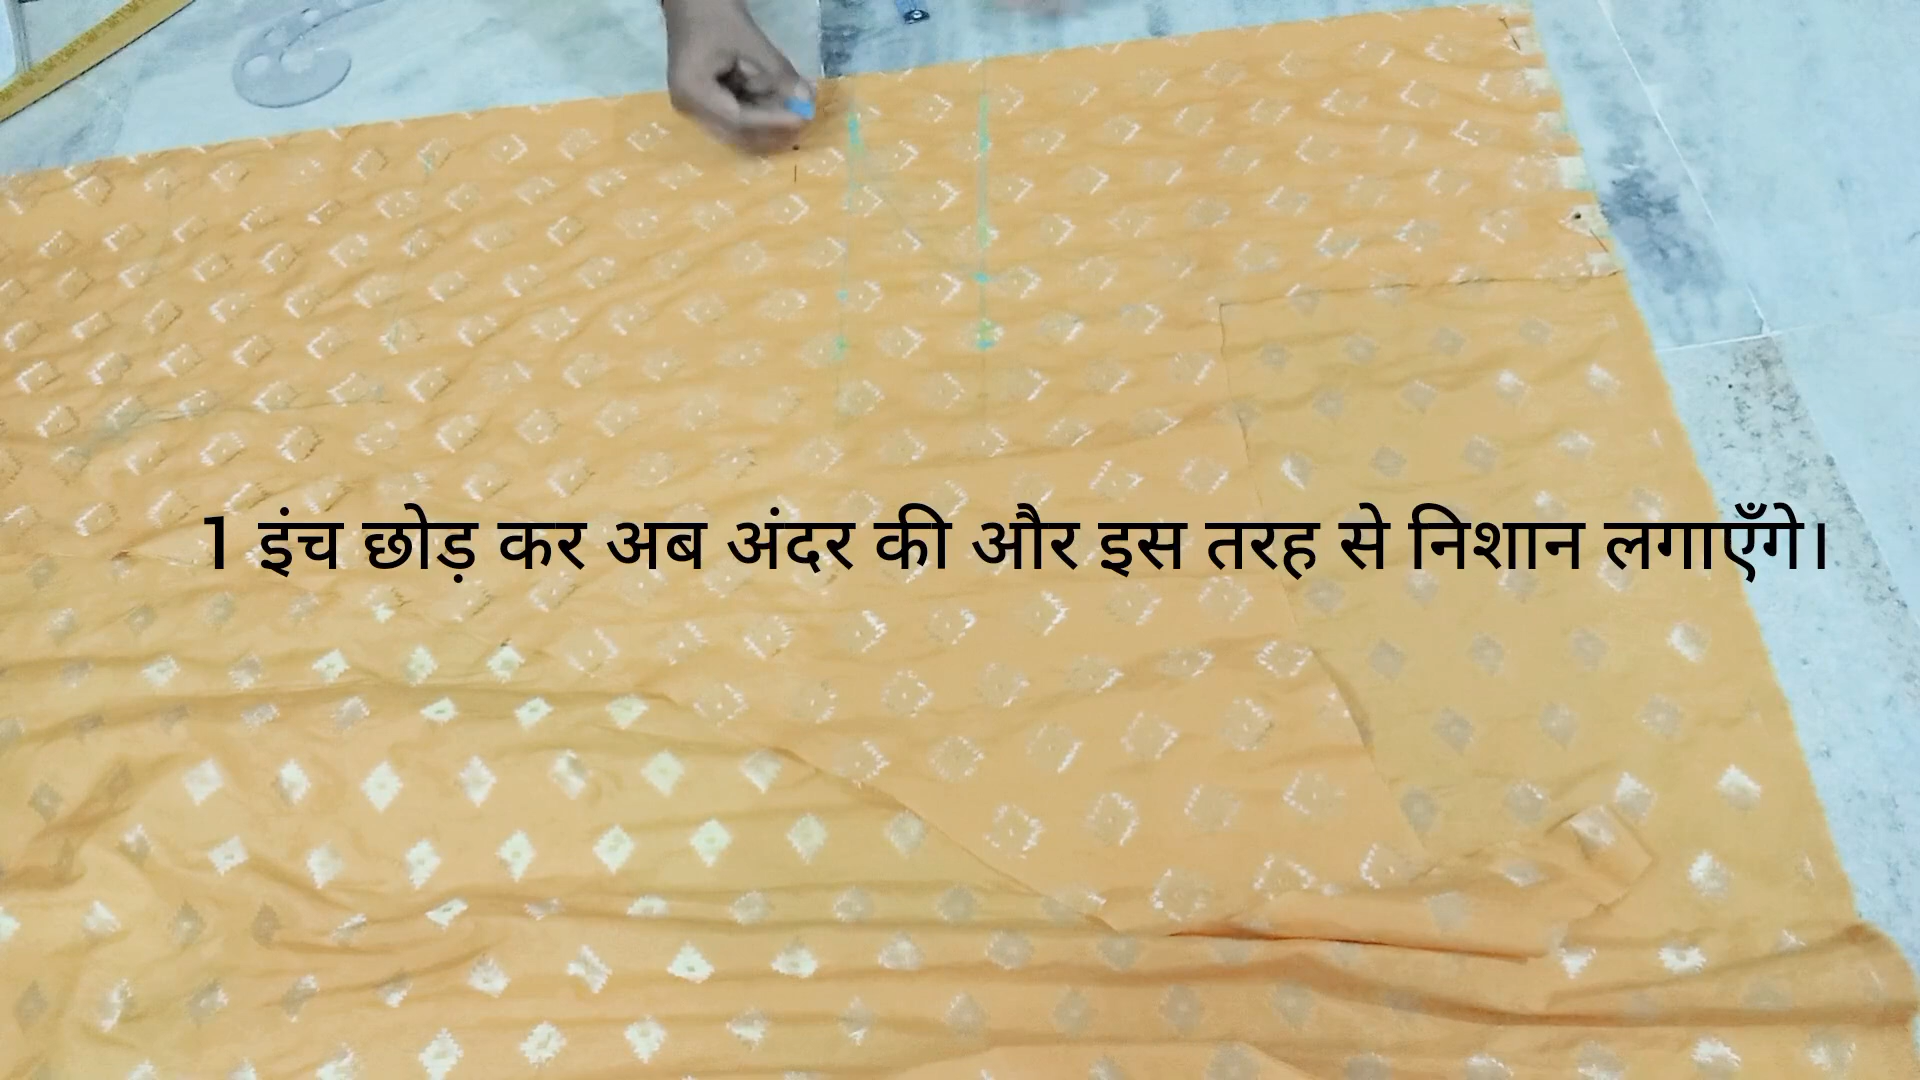 1 इंच छोड़ कर अब अंदर की और इस तरह से निशान लगाएँगे।